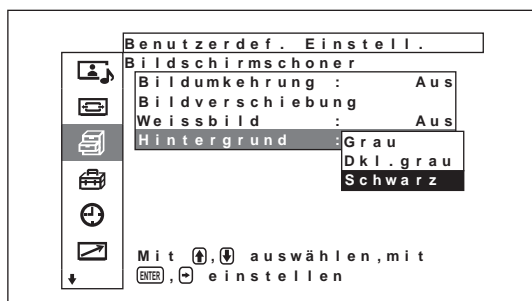 Benutzerdef. Einstell.
Bildschirmschoner
Bildumkehrung : Aus
Bildverschiebung
Weissbild : Aus
Hintergrund :
Grau
Dkl.grau
Schwarz
Mit ↑,↓ auswählen,mit
ENTER,→ einstellen